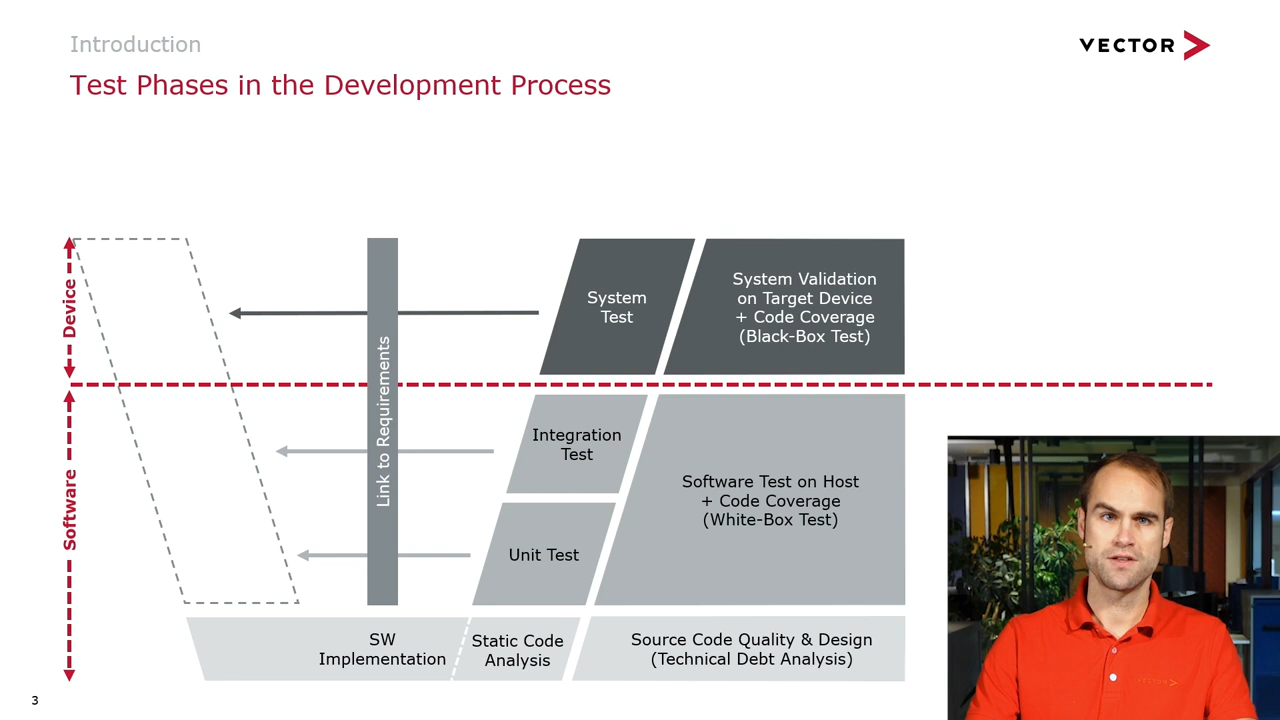 Introduction
VECTOR
Test Phases in the Development Process
Device
System
Test
System Validation
on Target Device
+ Code Coverage
(Black-Box Test)
Link to Requirements
Software
Integration
Test
Software Test on Host
+ Code Coverage
(White-Box Test)
Unit Test
SW
Implementation
Static Code
Analysis
Source Code Quality & Design
(Technical Debt Analysis)
VECTOR
3